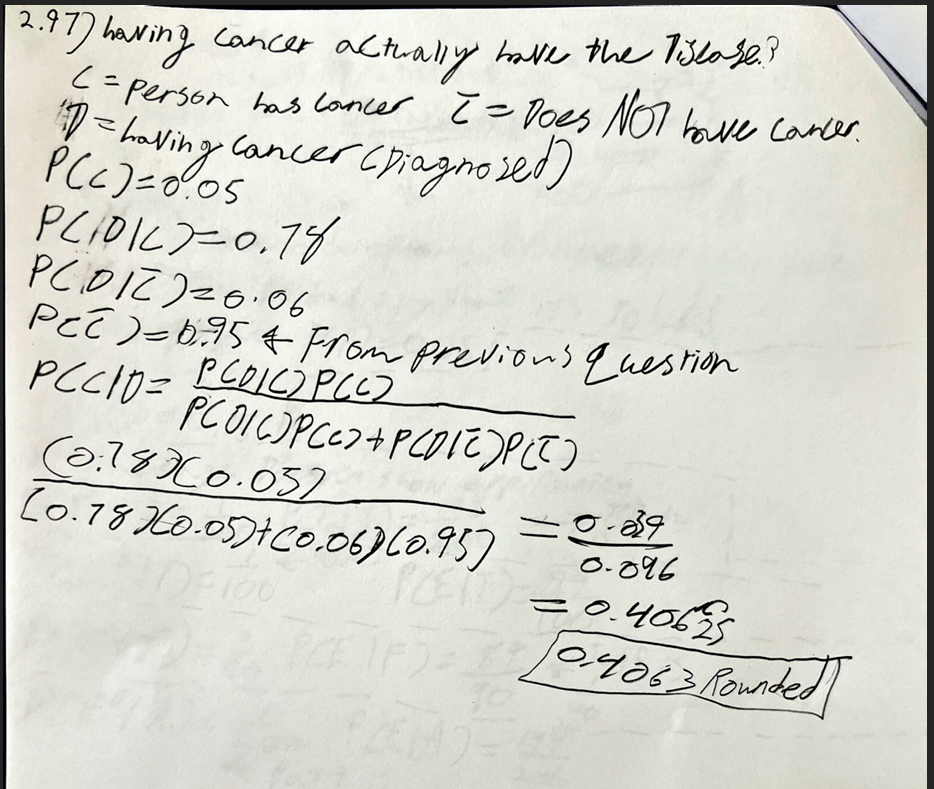 2.97) having cancer actually have the Disease?
C = person has cancer C̄ = Does NOT have cancer.
D = having cancer (Diagnosed)
P(C)=0.05
P(D|C)=0.78
P(D|C̄)=0.06
P(C̄)=0.95 ← From previous question
P(C|D)= P(D|C)P(C)
P(D|C)P(C)+P(D|C̄)P(C̄)
(0.78)(0.05)
(0.78)(0.05)+(0.06)(0.95) = 0.039
0.096
= 0.40625
0.4063 Rounded